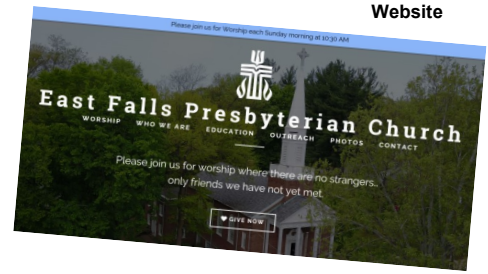 Website
Please join us for Worship each Sunday morning at 10:30 AM
East Falls Presbyterian Church
WORSHIP WHO WE ARE EDUCATION OUTREACH PHOTOS CONTACT
Please join us for worship where there are no strangers..
only friends we have not yet met.
GIVE NOW